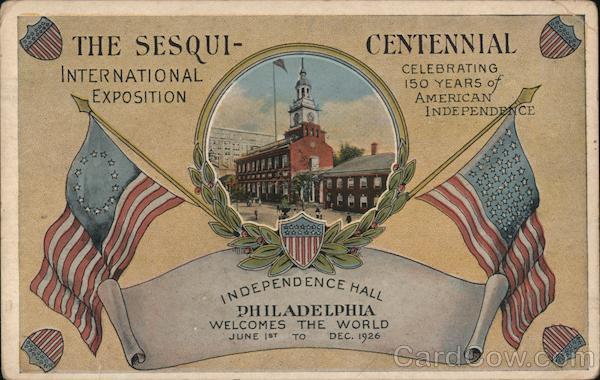 THE SESQUI-CENTENNIAL
INTERNATIONAL
EXPOSITION
CELEBRATING
150 YEARS of
AMERICAN
INDEPENDENCE
INDEPENDENCE HALL
PHILADELPHIA
WELCOMES THE WORLD
JUNE 1ST TO DEC. 1926
CardCow.com